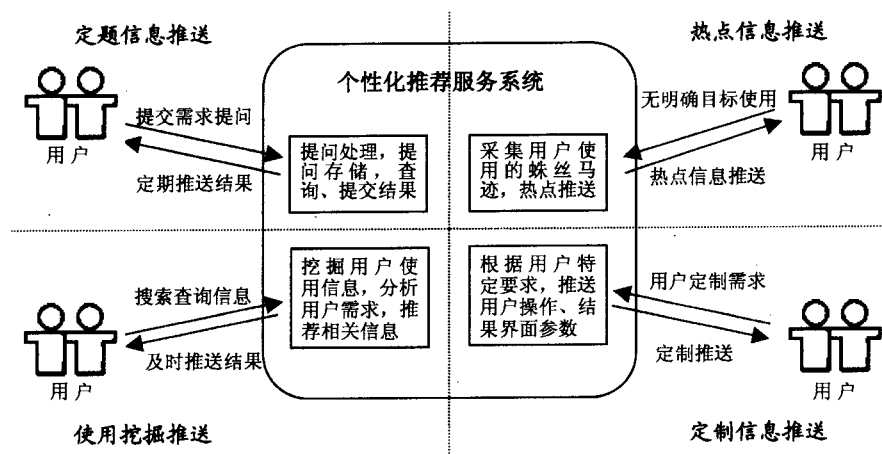 定题信息推送
热点信息推送
个性化推荐服务系统
提交需求提问
用户
定期推送结果
提问处理，提
问存储，查
询、提交结果
采集用户使
用的蛛丝马
迹，热点推送
无明确目标使用
用户
热点信息推送
搜索查询信息
用户
及时推送结果
挖掘用户使
用信息，分析
用户需求，推
荐相关信息
根据用户特
定要求，推送
用户操作、结
果界面参数
用户定制需求
定制推送
用户
使用挖掘推送
定制信息推送